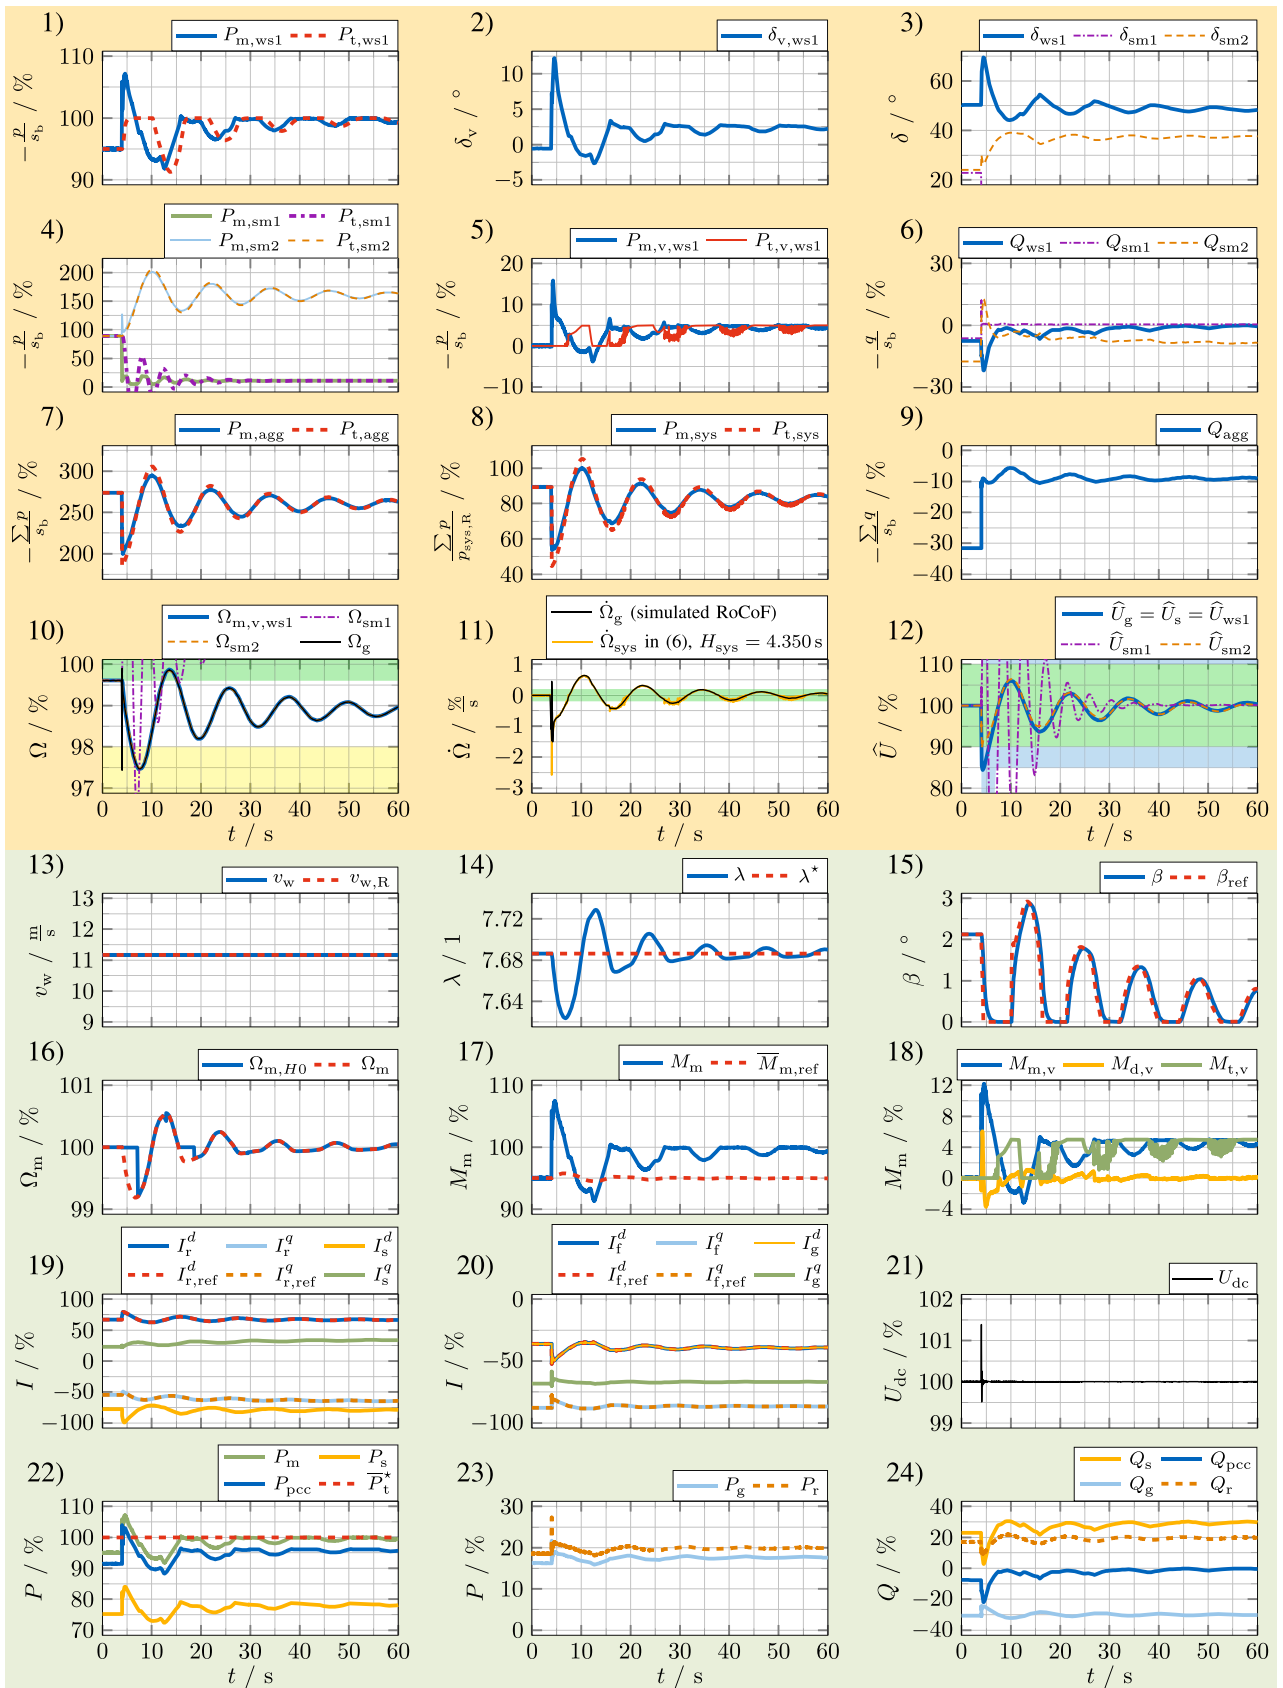 1)
P_m,ws1 P_t,ws1
110
100
90
−p/s_b / %
2)
δ_v,ws1
10
5
0
−5
δ_v / °
3)
δ_ws1 δ_sm1 δ_sm2
60
40
20
δ / °
4)
P_m,sm1 P_t,sm1
P_m,sm2 P_t,sm2
200
150
100
50
0
−p/s_b / %
5)
P_m,v,ws1 P_t,v,ws1
20
10
0
−10
−p/s_b / %
6)
Q_ws1 Q_sm1 Q_sm2
30
0
−30
−q/s_b / %
7)
P_m,agg P_t,agg
300
250
200
−∑p/s_b / %
8)
P_m,sys P_t,sys
100
80
60
40
∑p/p_sys,R / %
9)
Q_agg
0
−10
−20
−30
−40
−∑q/s_b / %
10)
Ω_m,v,ws1 Ω_sm1
Ω_sm2 Ω_g
100
99
98
97
Ω / %
0 10 20 30 40 50 60
t / s
11)
Ω̇_g (simulated RoCoF)
Ω̇_sys in (6), H_sys = 4.350 s
1
0
−1
−2
−3
Ω̇ / %/s
0 10 20 30 40 50 60
t / s
12)
Û_g = Û_s = Û_ws1
Û_sm1 Û_sm2
110
100
90
80
Û / %
0 10 20 30 40 50 60
t / s
13)
v_w v_w,R
13
12
11
10
9
v_w / m/s
14)
λ λ⋆
7.72
7.68
7.64
λ / 1
15)
β β_ref
3
2
1
0
β / °
16)
Ω_m,H0 Ω_m
101
100
99
Ω_m / %
17)
M_m M̅_m,ref
110
100
90
M_m / %
18)
M_m,v M_d,v M_t,v
12
8
4
0
−4
M_m / %
19)
I_r^d I_r^q I_s^d
I_r,ref^d I_r,ref^q I_s^q
100
50
0
−50
−100
I / %
20)
I_f^d I_f^q I_g^d
I_f,ref^d I_f,ref^q I_g^q
0
−50
−100
I / %
21)
U_dc
102
101
100
99
U_dc / %
22)
P_m P_s
P_pcc P̅_t^⋆
110
100
90
80
70
P / %
0 10 20 30 40 50 60
t / s
23)
P_g P_r
30
20
10
0
P / %
0 10 20 30 40 50 60
t / s
24)
Q_s Q_pcc
Q_g Q_r
40
20
0
−20
−40
Q / %
0 10 20 30 40 50 60
t / s